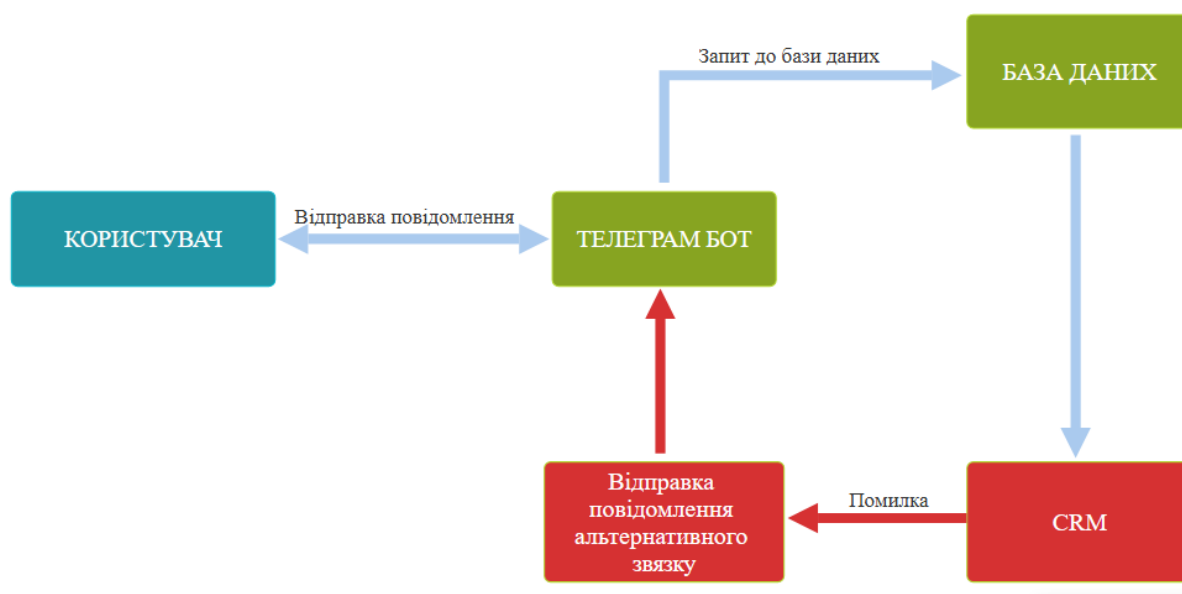 Запит до бази даних
БАЗА ДАНИХ
КОРИСТУВАЧ
Відправка повідомлення
ТЕЛЕГРАМ БОТ
Відправка
повідомлення
альтернативного
звязку
Помилка
CRM